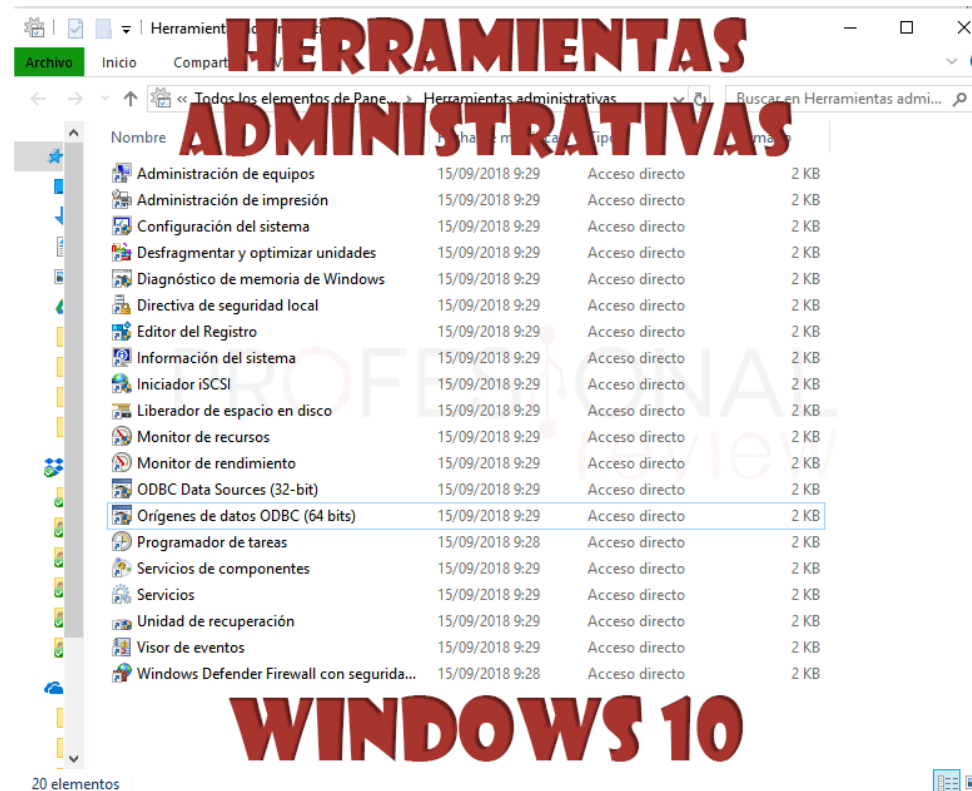 HERRAMIENTAS
ADMINISTRATIVAS
Archivo Inicio
« Todos los elementos de Pane... > Herramientas administrativas
Buscar en Herramientas admi...
Nombre
Administración de equipos 15/09/2018 9:29 Acceso directo 2 KB
Administración de impresión 15/09/2018 9:29 Acceso directo 2 KB
Configuración del sistema 15/09/2018 9:29 Acceso directo 2 KB
Desfragmentar y optimizar unidades 15/09/2018 9:29 Acceso directo 2 KB
Diagnóstico de memoria de Windows 15/09/2018 9:29 Acceso directo 2 KB
Directiva de seguridad local 15/09/2018 9:29 Acceso directo 2 KB
Editor del Registro 15/09/2018 9:29 Acceso directo 2 KB
Información del sistema 15/09/2018 9:29 Acceso directo 2 KB
Iniciador iSCSI 15/09/2018 9:29 Acceso directo 2 KB
Liberador de espacio en disco 15/09/2018 9:29 Acceso directo 2 KB
Monitor de recursos 15/09/2018 9:29 Acceso directo 2 KB
Monitor de rendimiento 15/09/2018 9:29 Acceso directo 2 KB
ODBC Data Sources (32-bit) 15/09/2018 9:29 Acceso directo 2 KB
Orígenes de datos ODBC (64 bits) 15/09/2018 9:29 Acceso directo 2 KB
Programador de tareas 15/09/2018 9:28 Acceso directo 2 KB
Servicios de componentes 15/09/2018 9:29 Acceso directo 2 KB
Servicios 15/09/2018 9:29 Acceso directo 2 KB
Unidad de recuperación 15/09/2018 9:29 Acceso directo 2 KB
Visor de eventos 15/09/2018 9:29 Acceso directo 2 KB
Windows Defender Firewall con segurida... 15/09/2018 9:28 Acceso directo 2 KB
PROFESIONAL
review
WINDOWS 10
20 elementos